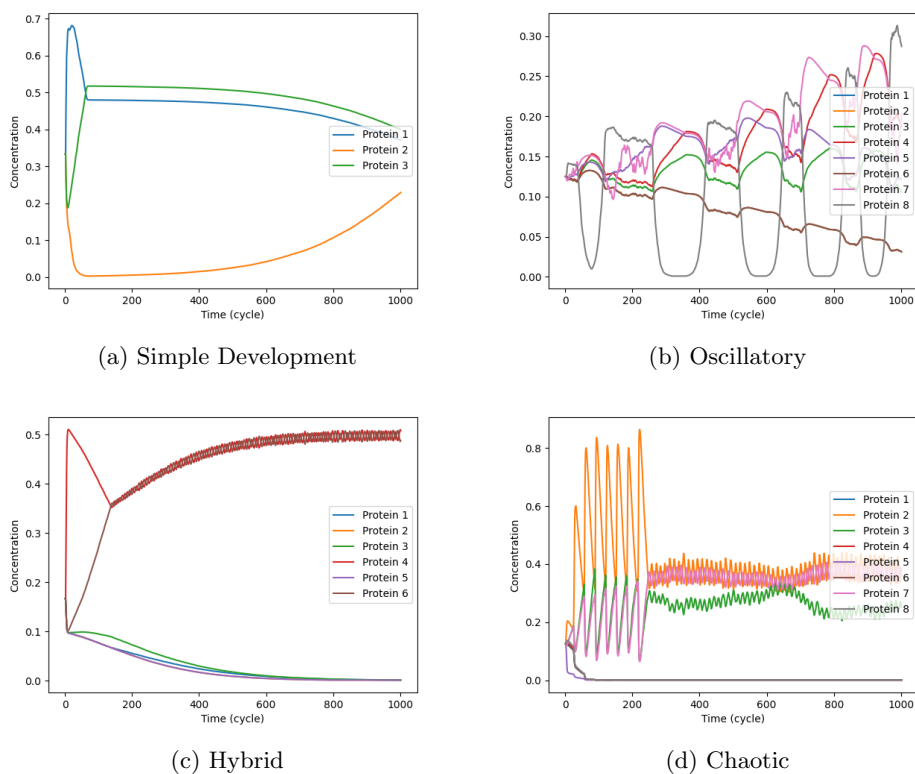 0.7
0.6
0.5
0.4
0.3
0.2
0.1
0.0
Concentration
Protein 1
Protein 2
Protein 3
0 200 400 600 800 1000
Time (cycle)
(a) Simple Development
0.30
0.25
0.20
0.15
0.10
0.05
0.00
Concentration
Protein 1
Protein 2
Protein 3
Protein 4
Protein 5
Protein 6
Protein 7
Protein 8
0 200 400 600 800 1000
Time (cycle)
(b) Oscillatory
0.5
0.4
0.3
0.2
0.1
0.0
Concentration
Protein 1
Protein 2
Protein 3
Protein 4
Protein 5
Protein 6
0 200 400 600 800 1000
Time (cycle)
(c) Hybrid
0.8
0.6
0.4
0.2
0.0
Concentration
Protein 1
Protein 2
Protein 3
Protein 4
Protein 5
Protein 6
Protein 7
Protein 8
0 200 400 600 800 1000
Time (cycle)
(d) Chaotic